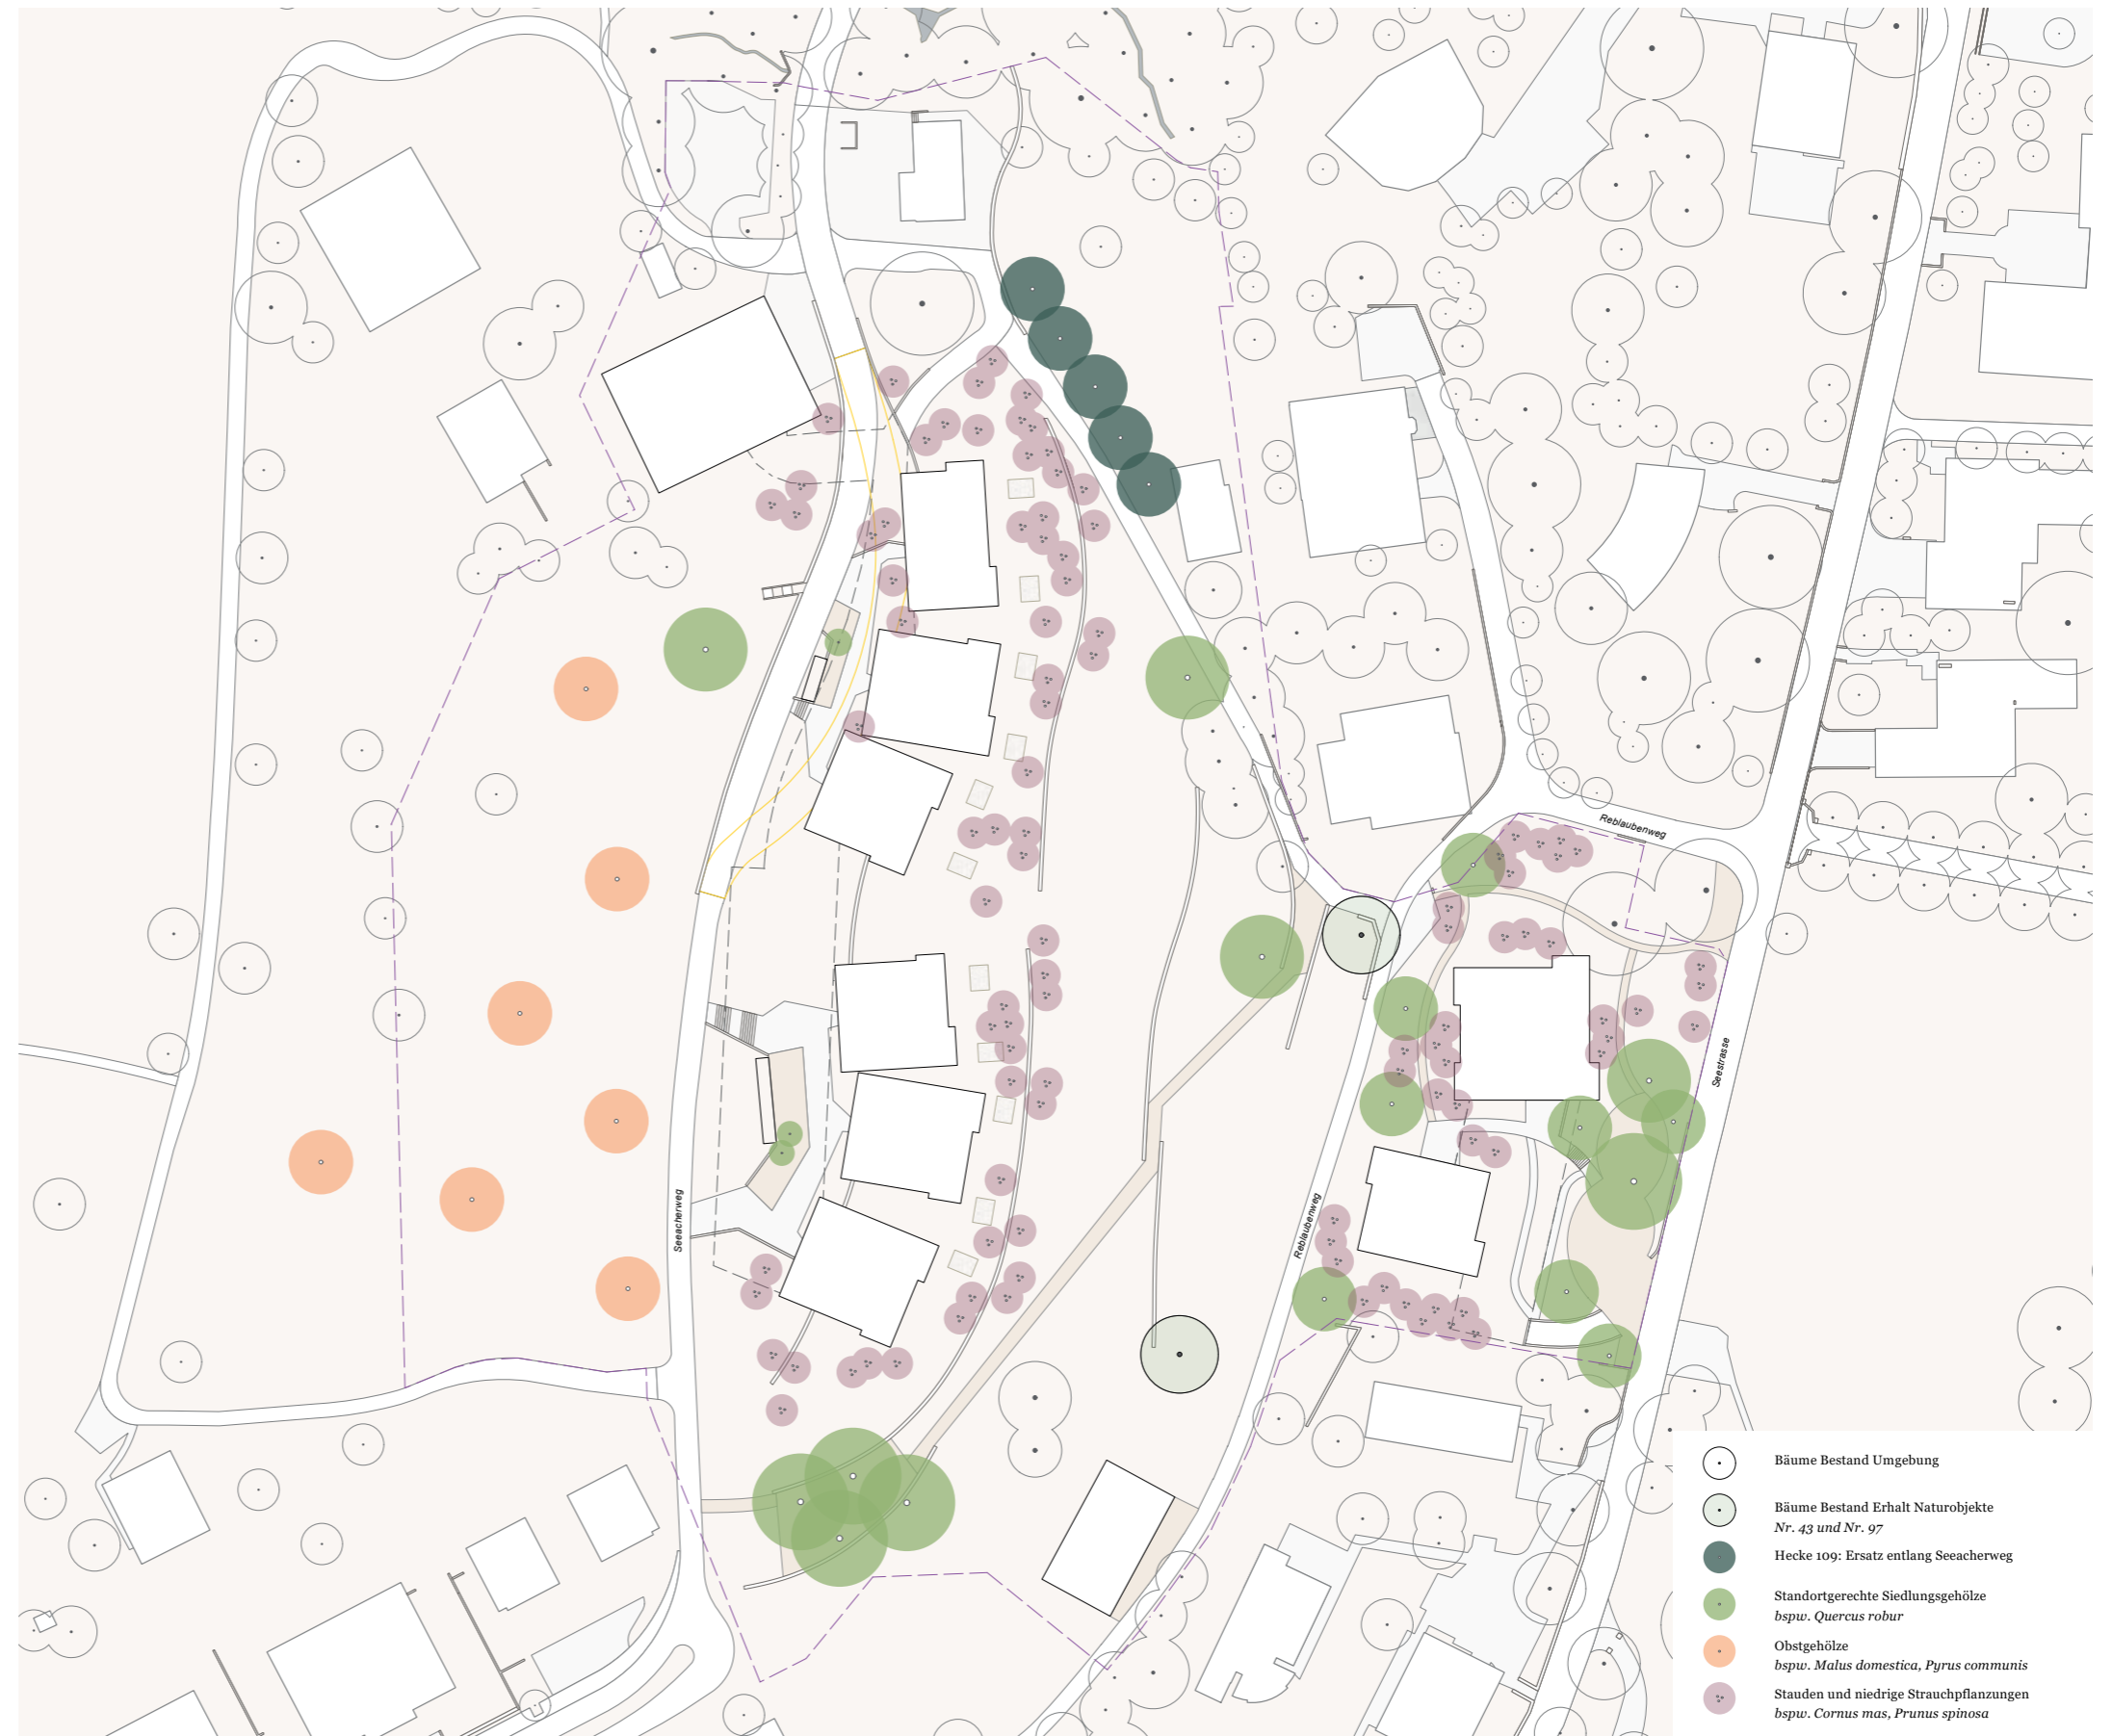 Reblaubenweg
Seestrasse
Seeacherweg
Reblaubenweg
Bäume Bestand Umgebung
Bäume Bestand Erhalt Naturobjekte
Nr. 43 und Nr. 97
Hecke 109: Ersatz entlang Seeacherweg
Standortgerechte Siedlungsgehölze
bspw. Quercus robur
Obstgehölze
bspw. Malus domestica, Pyrus communis
Stauden und niedrige Strauchpflanzungen
bspw. Cornus mas, Prunus spinosa